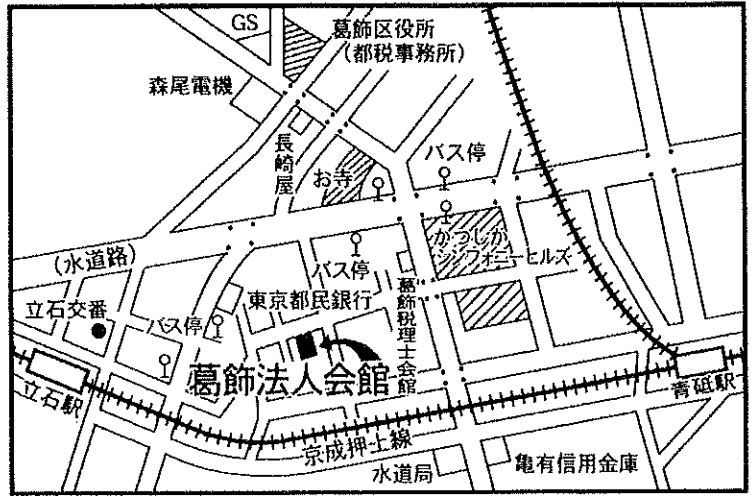 GS
葛飾区役所
(都税事務所)
森尾電機
長崎屋
お寺
バス停
かつしか
シンフォニーヒルズ
(水道路)
バス停
立石交番
バス停
東京都民銀行
葛飾税理士会館
葛飾法人会館
立石駅
青砥駅
京成押上線
水道局
亀有信用金庫